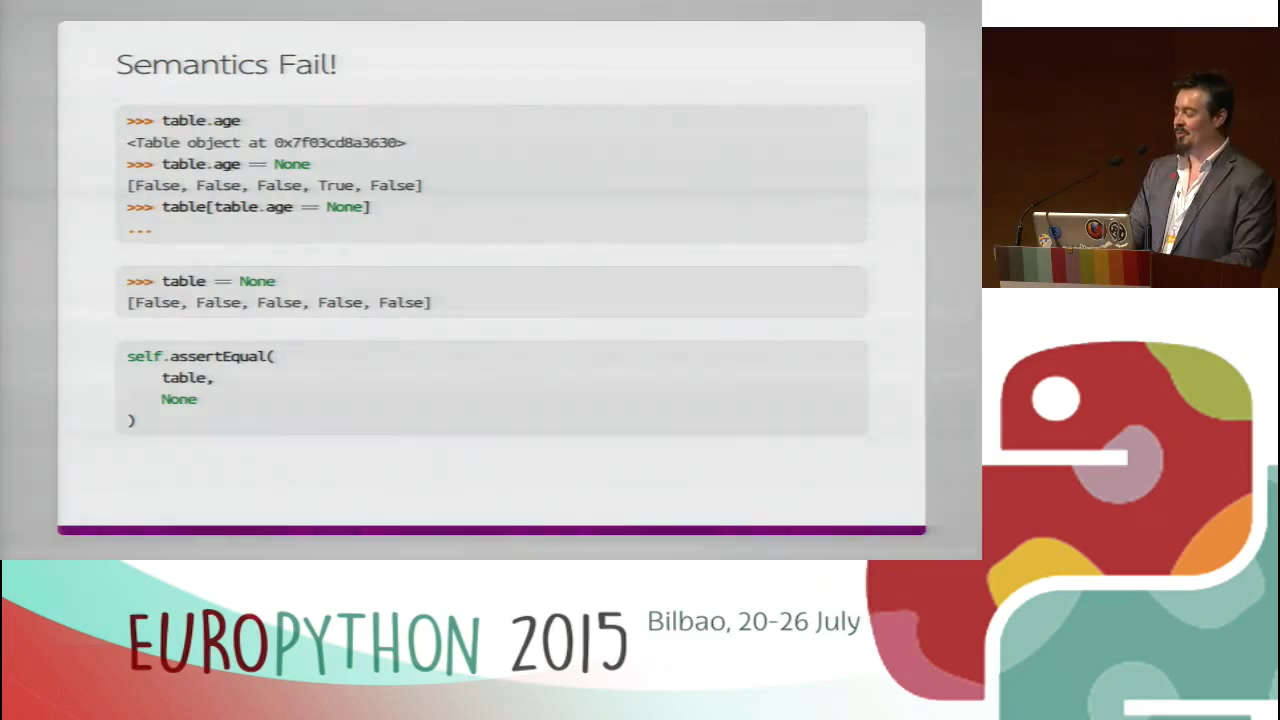 Semantics Fail!
>>> table.age
<Table object at 0x7f03cd8a3630>
>>> table.age == None
[False, False, False, True, False]
>>> table[table.age == None]
...
>>> table == None
[False, False, False, False, False]
self.assertEqual(
    table,
    None
)
EUROPYTHON 2015
Bilbao, 20-26 July